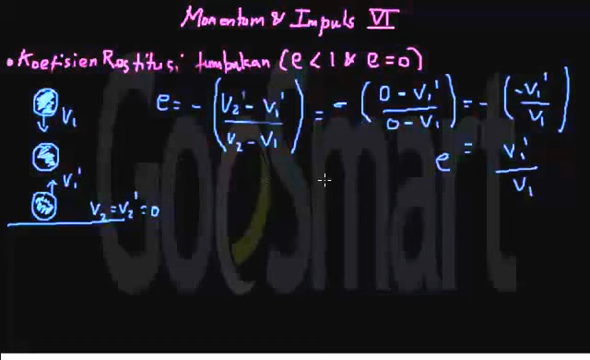 Momentum & Impuls VI
• Koefisien Restitusi tumbukan (e < 1 & e = 0)
e = - ( V2' - V1' / V2 - V1 ) = - ( 0 - V1' / 0 - V1 ) = - ( -V1' / V1 )
V1
e = V1' / V1
V1'
V2 = V2' = 0
GoeSmart